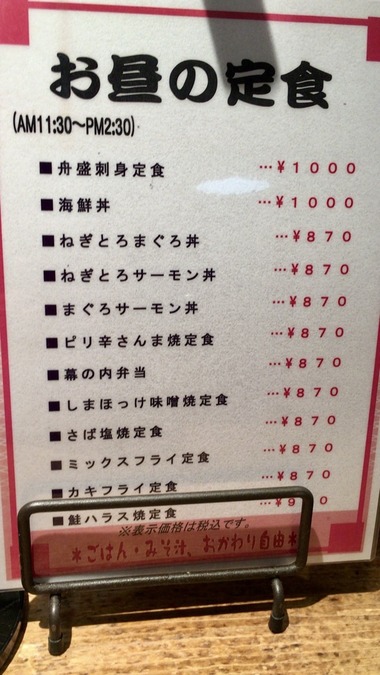 お昼の定食
(AM11:30～PM2:30)
■舟盛刺身定食 …¥１０００
■海鮮丼 …¥１０００
■ねぎとろまぐろ丼 …¥８７０
■ねぎとろサーモン丼 …¥８７０
■まぐろサーモン丼 …¥８７０
■ピリ辛さんま焼定食 …¥８７０
■幕の内弁当 …¥８７０
■しまほっけ味噌焼定食 …¥８７０
■さば塩焼定食 …¥８７０
■ミックスフライ定食 …¥８７０
■カキフライ定食 …¥８７０
■鮭ハラス焼定食
※表示価格は税込です。
＊ごはん・みそ汁、おかわり自由＊